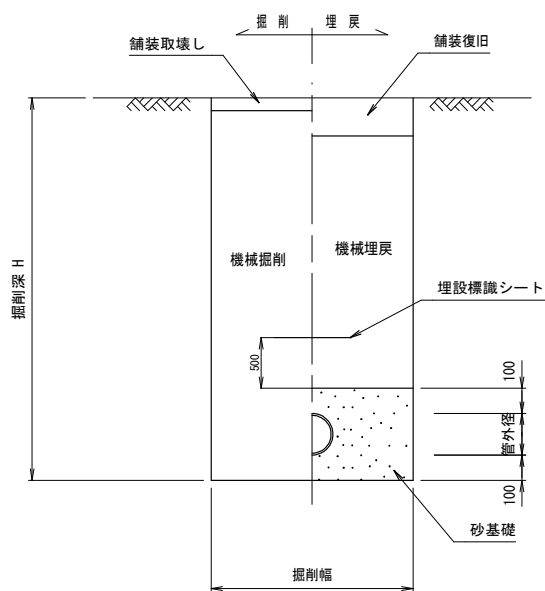 掘 削 埋 戻
舗装取壊し
舗装復旧
掘削深 H
機械掘削
機械埋戻
埋設標識シート
500
100
管外径
100
砂基礎
掘削幅